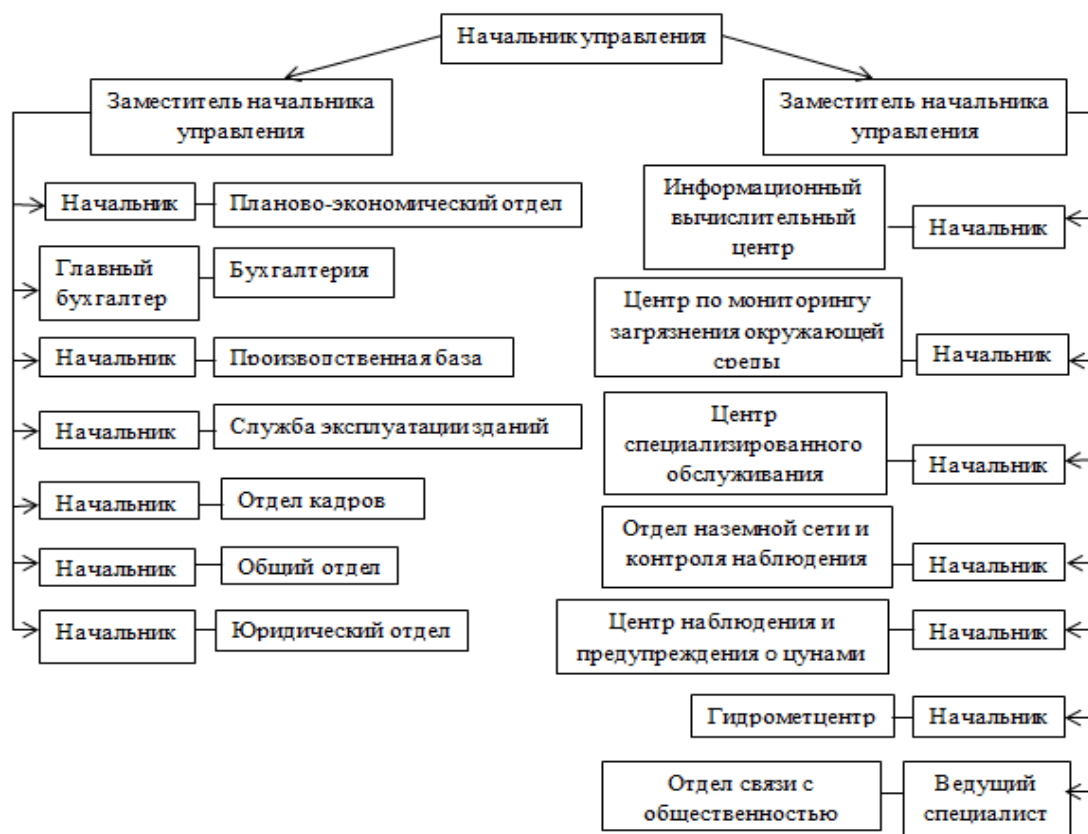 Начальник управления
Заместитель начальника
управления
Начальник
Планово-экономический отдел
Главный
бухгалтер
Бухгалтерия
Начальник
Производственная база
Начальник
Служба эксплуатации зданий
Начальник
Отдел кадров
Начальник
Общий отдел
Начальник
Юридический отдел
Заместитель начальника
управления
Информационный
вычислительный
центр
Начальник
Центр по мониторингу
загрязнения окружающей
среды
Начальник
Центр
специализированного
обслуживания
Начальник
Отдел наземной сети и
контроля наблюдения
Начальник
Центр наблюдения и
предупреждения о цунами
Начальник
Гидрометцентр
Начальник
Отдел связи с
общественностью
Ведущий
специалист